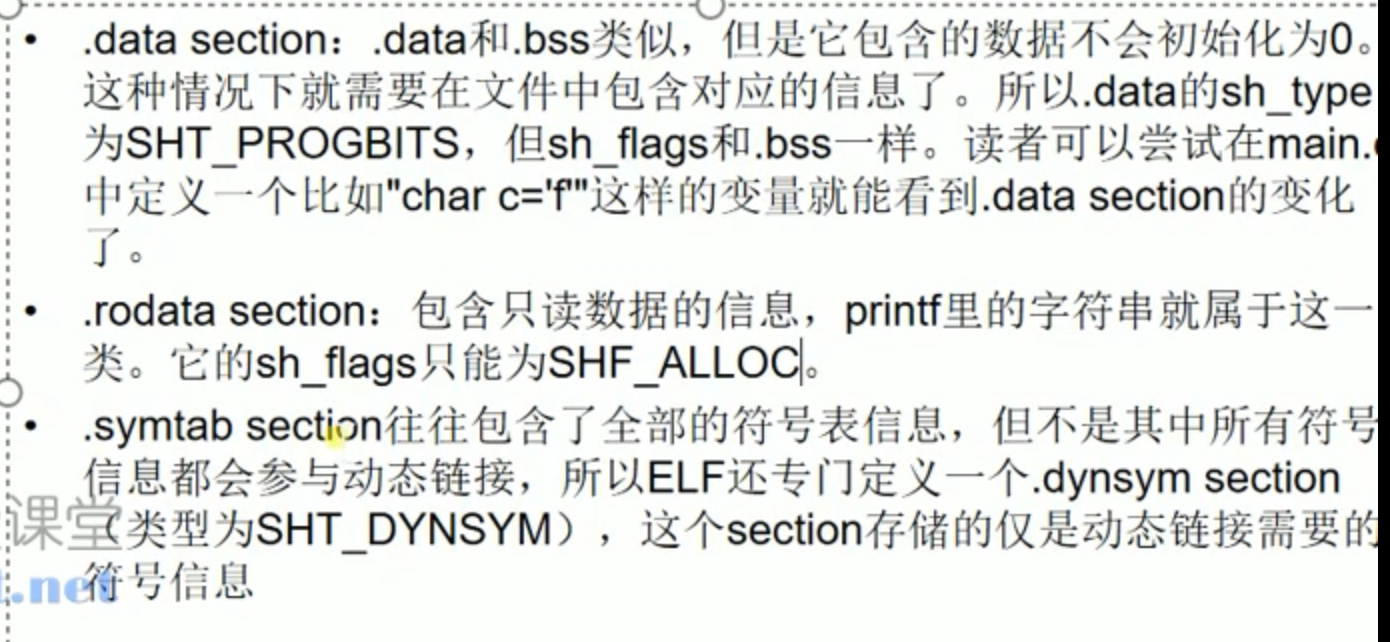 • .data section：.data和.bss类似，但是它包含的数据不会初始化为0。
这种情况下就需要在文件中包含对应的信息了。所以.data的sh_type
为SHT_PROGBITS，但sh_flags和.bss一样。读者可以尝试在main.
中定义一个比如"char c='f'"这样的变量就能看到.data section的变化
了。
• .rodata section：包含只读数据的信息，printf里的字符串就属于这一
类。它的sh_flags只能为SHF_ALLOC。
• .symtab section往往包含了全部的符号表信息，但不是其中所有符号
信息都会参与动态链接，所以ELF还专门定义一个.dynsym section
（类型为SHT_DYNSYM），这个section存储的仅是动态链接需要的
符号信息
课堂
.net